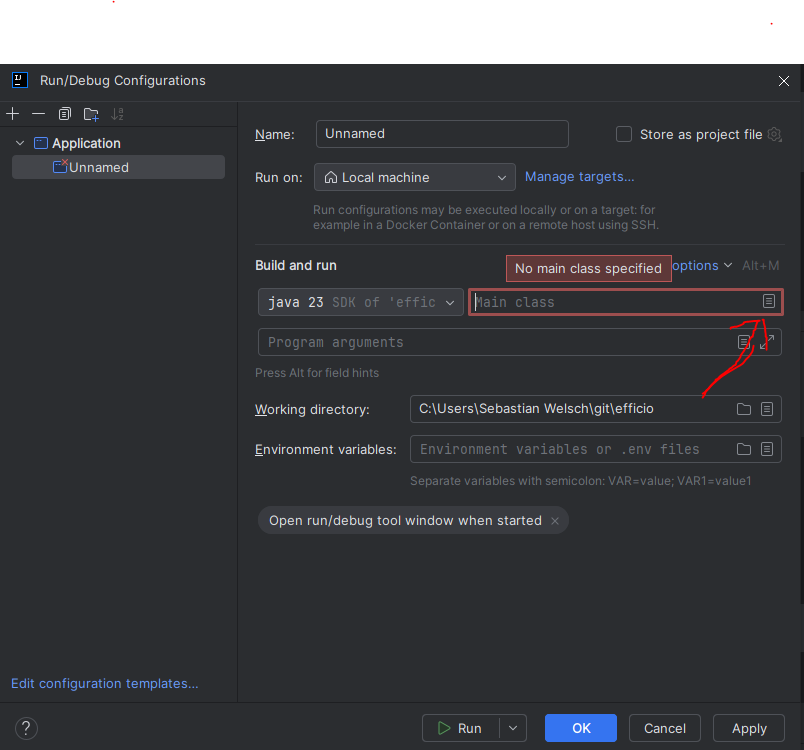 Run/Debug Configurations
Application
Unnamed
Name:
Unnamed
Store as project file
Run on:
Local machine
Manage targets...
Run configurations may be executed locally or on a target: for
example in a Docker Container or on a remote host using SSH.
Build and run
No main class specified
options
Alt+M
java 23 SDK of 'effic
Main class
Program arguments
Press Alt for field hints
Working directory:
C:\Users\Sebastian Welsch\git\efficio
Environment variables:
Environment variables or .env files
Separate variables with semicolon: VAR=value; VAR1=value1
Open run/debug tool window when started
Edit configuration templates...
?
Run
OK
Cancel
Apply